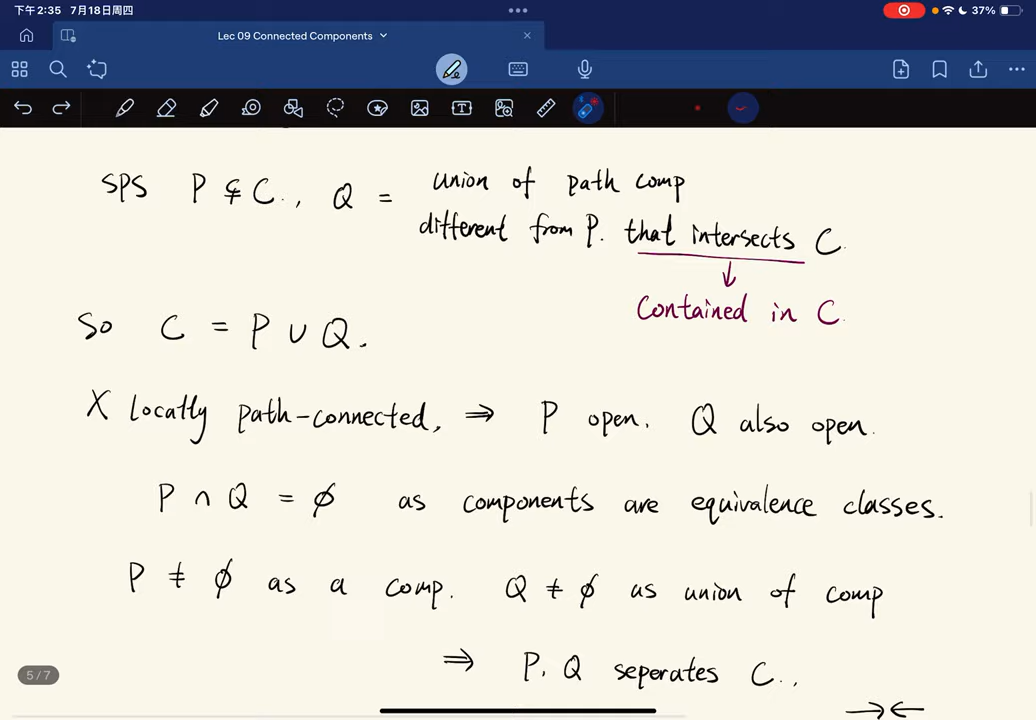 下午2:35 7月18日周四
37%
Lec 09 Connected Components
sps P ⊊ C., Q = union of path comp
different from P. that intersects C.
↓
Contained in C.
So C = P ∪ Q.
X locally path-connected, ⇒ P open. Q also open.
P ∩ Q = ∅ as components are equivalence classes.
P ≠ ∅ as a comp. Q ≠ ∅ as union of comp
⇒ P, Q seperates C.,
5 / 7
→←